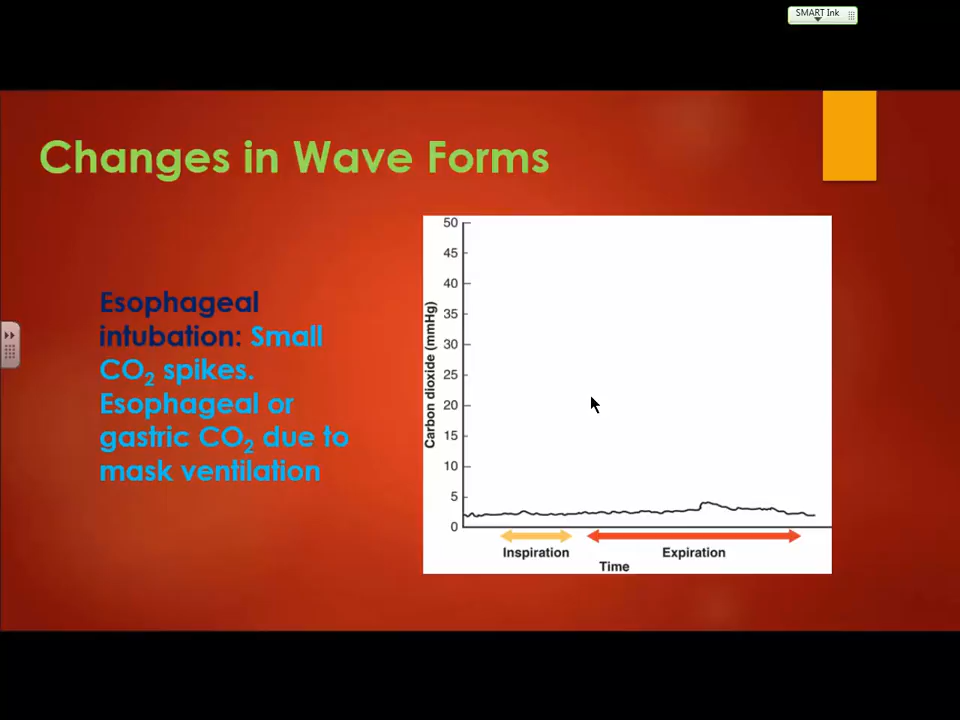 SMART Ink
Changes in Wave Forms
Esophageal
intubation: Small
CO₂ spikes.
Esophageal or
gastric CO₂ due to
mask ventilation
Carbon dioxide (mmHg)
50
45
40
35
30
25
20
15
10
5
0
Inspiration
Expiration
Time